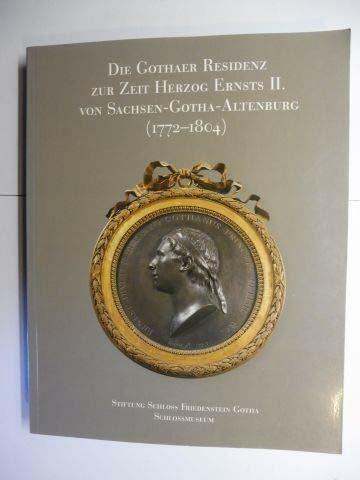 Die Gothaer Residenz
zur Zeit Herzog Ernsts II.
von Sachsen-Gotha-Altenburg
(1772–1804)
Gothanus
Stiftung Schloss Friedenstein Gotha
Schlossmuseum